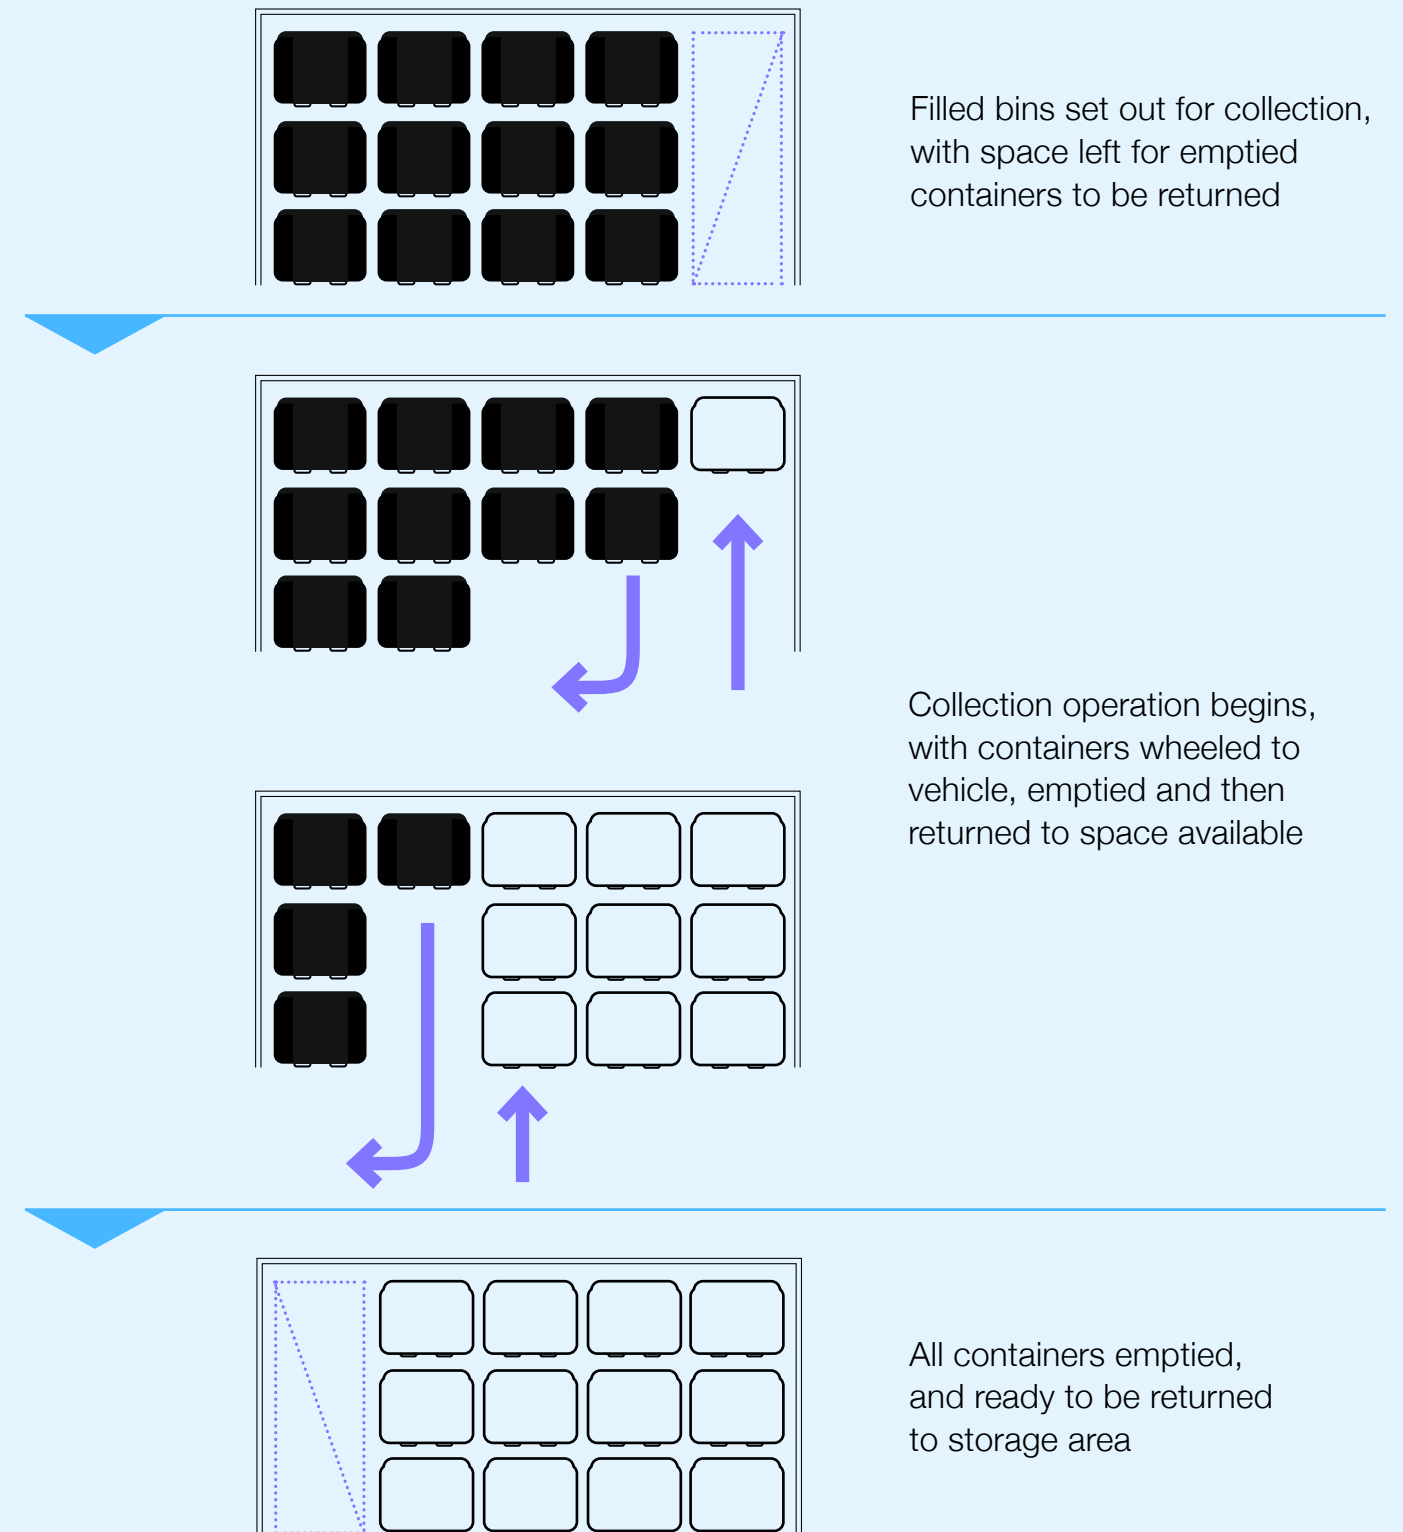 Filled bins set out for collection,
with space left for emptied
containers to be returned
Collection operation begins,
with containers wheeled to
vehicle, emptied and then
returned to space available
All containers emptied,
and ready to be returned
to storage area